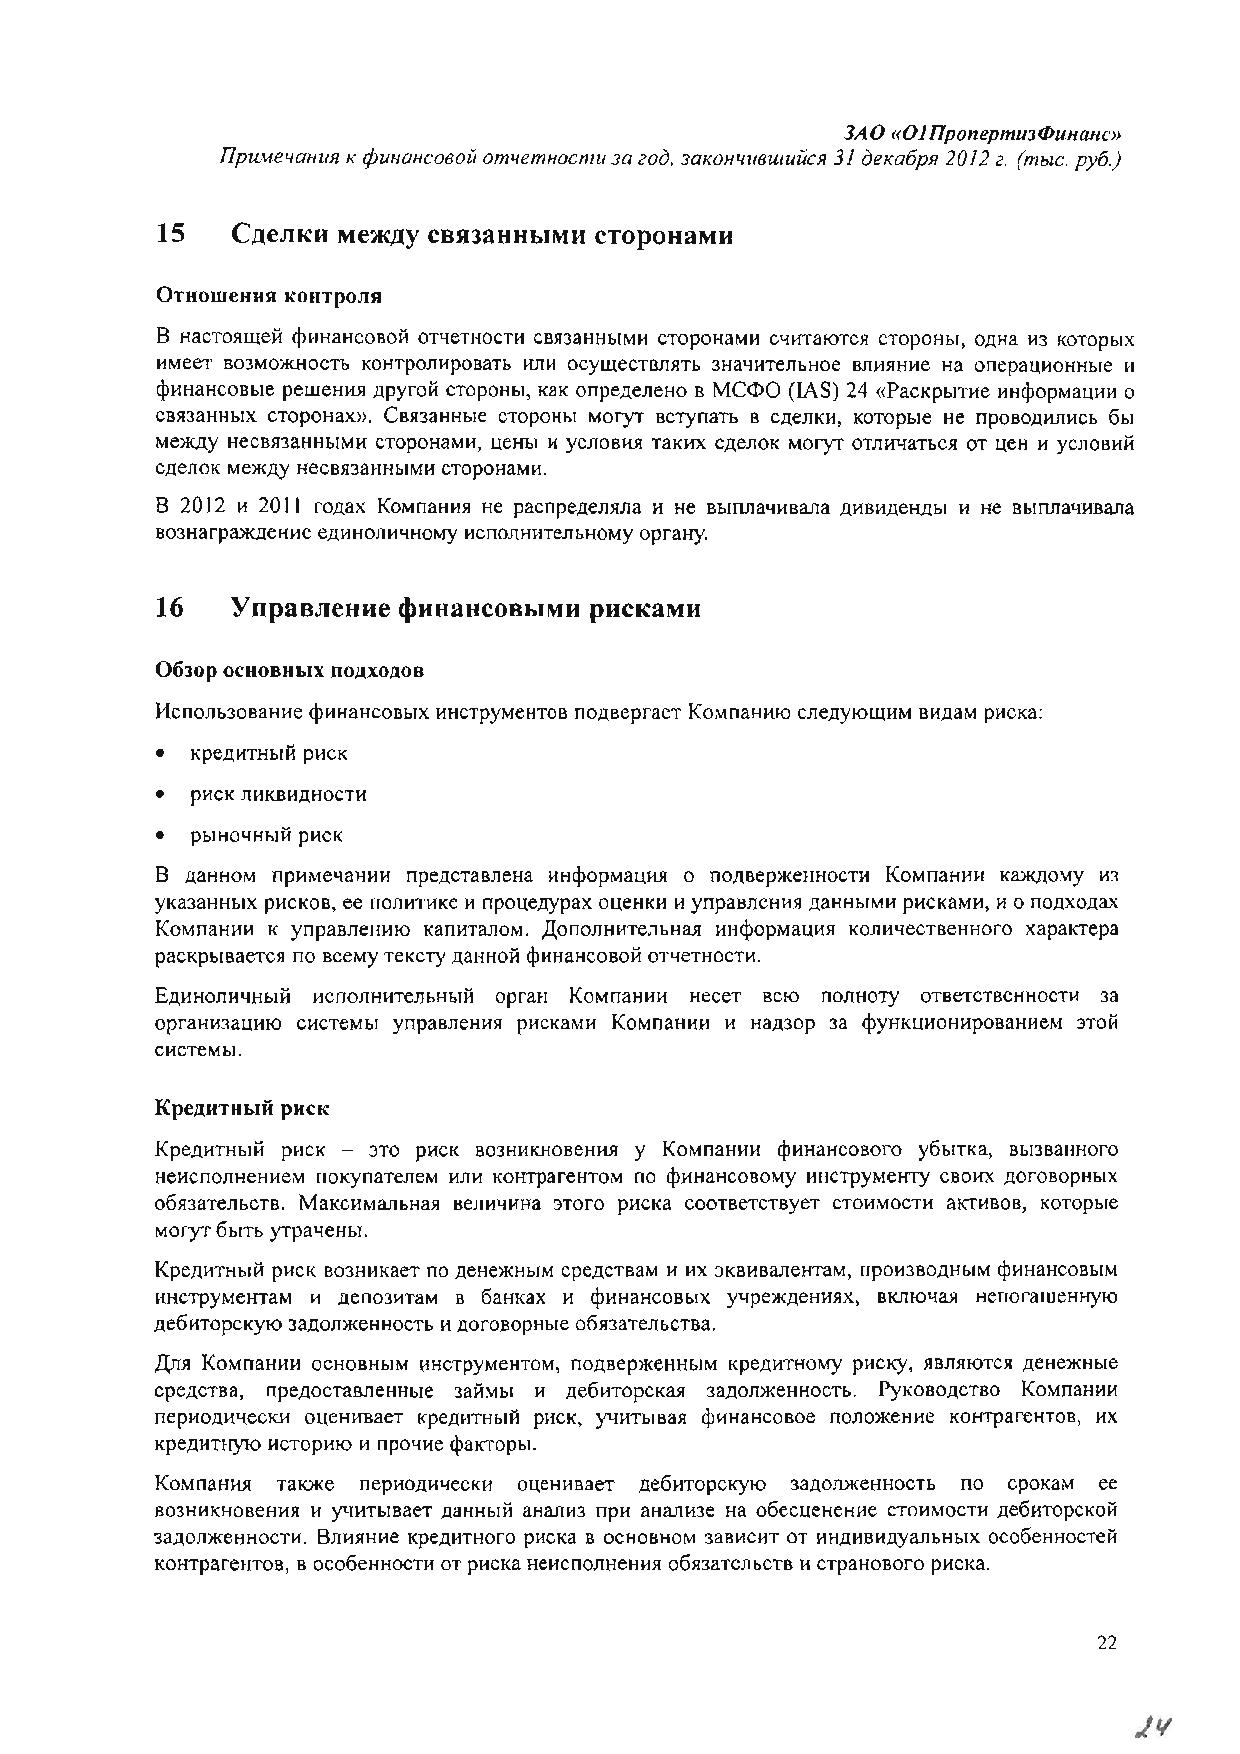 ЗАО «О1ПропертизФинанс»
Примечания к финансовой отчетности за год, закончившийся 31 декабря 2012 г. (тыс. руб.)
15 Сделки между связанными сторонами
Отношения контроля
В настоящей финансовой отчетности связанными сторонами считаются стороны, одна из которых
имеет возможность контролировать или осуществлять значительное влияние на операционные и
финансовые решения другой стороны, как определено в МСФО (IAS) 24 «Раскрытие информации о
связанных сторонах». Связанные стороны могут вступать в сделки, которые не проводились бы
между несвязанными сторонами, цены и условия таких сделок могут отличаться от цен и условий
сделок между несвязанными сторонами.
В 2012 и 2011 годах Компания не распределяла и не выплачивала дивиденды и не выплачивала
вознаграждение единоличному исполнительному органу.
16 Управление финансовыми рисками
Обзор основных подходов
Использование финансовых инструментов подвергает Компанию следующим видам риска:
• кредитный риск
• риск ликвидности
• рыночный риск
В данном примечании представлена информация о подверженности Компании каждому из
указанных рисков, ее политике и процедурах оценки и управления данными рисками, и о подходах
Компании к управлению капиталом. Дополнительная информация количественного характера
раскрывается по всему тексту данной финансовой отчетности.
Единоличный исполнительный орган Компании несет всю полноту ответственности за
организацию системы управления рисками Компании и надзор за функционированием этой
системы.
Кредитный риск
Кредитный риск – это риск возникновения у Компании финансового убытка, вызванного
неисполнением покупателем или контрагентом по финансовому инструменту своих договорных
обязательств. Максимальная величина этого риска соответствует стоимости активов, которые
могут быть утрачены.
Кредитный риск возникает по денежным средствам и их эквивалентам, производным финансовым
инструментам и депозитам в банках и финансовых учреждениях, включая непогашенную
дебиторскую задолженность и договорные обязательства.
Для Компании основным инструментом, подверженным кредитному риску, являются денежные
средства, предоставленные займы и дебиторская задолженность. Руководство Компании
периодически оценивает кредитный риск, учитывая финансовое положение контрагентов, их
кредитную историю и прочие факторы.
Компания также периодически оценивает дебиторскую задолженность по срокам ее
возникновения и учитывает данный анализ при анализе на обесценение стоимости дебиторской
задолженности. Влияние кредитного риска в основном зависит от индивидуальных особенностей
контрагентов, в особенности от риска неисполнения обязательств и странового риска.
22
24